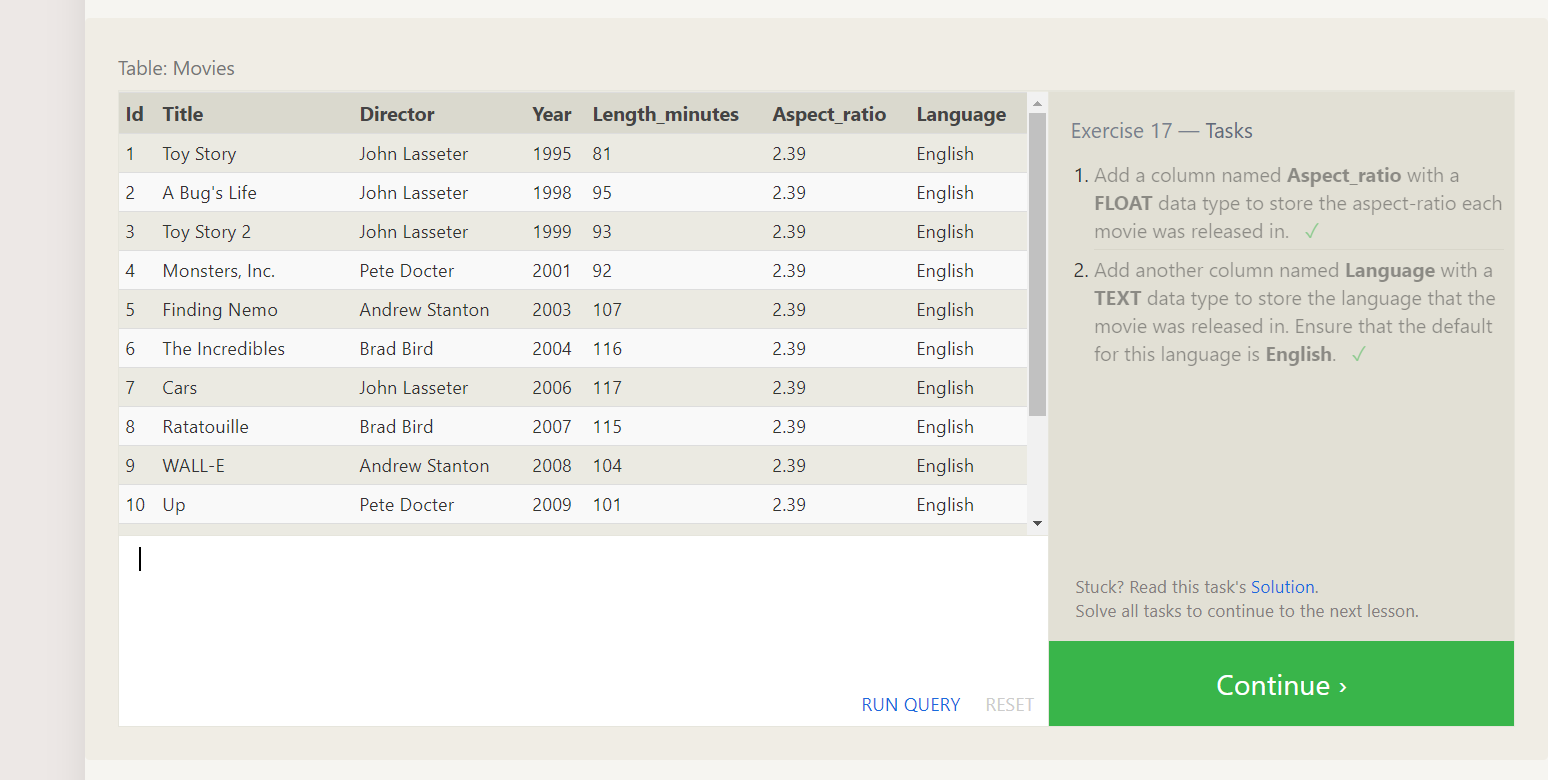 Table: Movies
Id Title Director Year Length_minutes Aspect_ratio Language
1 Toy Story John Lasseter 1995 81 2.39 English
2 A Bug's Life John Lasseter 1998 95 2.39 English
3 Toy Story 2 John Lasseter 1999 93 2.39 English
4 Monsters, Inc. Pete Docter 2001 92 2.39 English
5 Finding Nemo Andrew Stanton 2003 107 2.39 English
6 The Incredibles Brad Bird 2004 116 2.39 English
7 Cars John Lasseter 2006 117 2.39 English
8 Ratatouille Brad Bird 2007 115 2.39 English
9 WALL-E Andrew Stanton 2008 104 2.39 English
10 Up Pete Docter 2009 101 2.39 English
RUN QUERY RESET
Exercise 17 — Tasks
1. Add a column named Aspect_ratio with a
FLOAT data type to store the aspect-ratio each
movie was released in. ✓
2. Add another column named Language with a
TEXT data type to store the language that the
movie was released in. Ensure that the default
for this language is English. ✓
Stuck? Read this task's Solution.
Solve all tasks to continue to the next lesson.
Continue ›